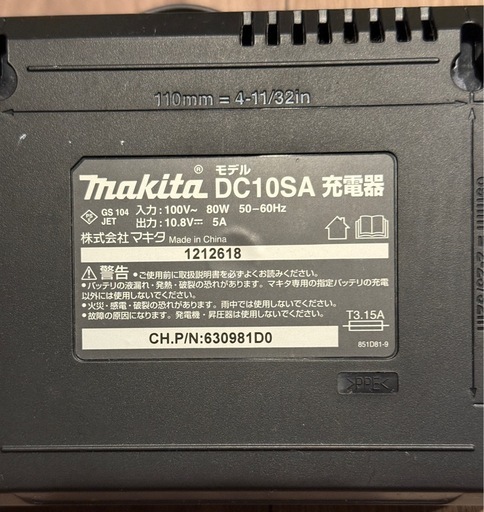 110mm = 4-11/32in
makita® モデル DC10SA 充電器
PS E GS 104 JET 入力:100V~ 80W 50-60Hz
出力:10.8V⎓ 5A
株式会社マキタ Made in China
1212618
⚠警告 ●ご使用前に取扱説明書を必ずよくお読みください。
●バッテリの液漏れ・発熱・破裂の恐れがあります。マキタ専用の指定バッテリの充電
以外には使用しないでください。
●火災・感電・破裂の恐れがあります。雨中では使用しないでください。
●故障の原因になります。発電機・昇圧器は使用しないでください。
T3.15A
851D81-9
CH.P/N:630981D0
>PPE<